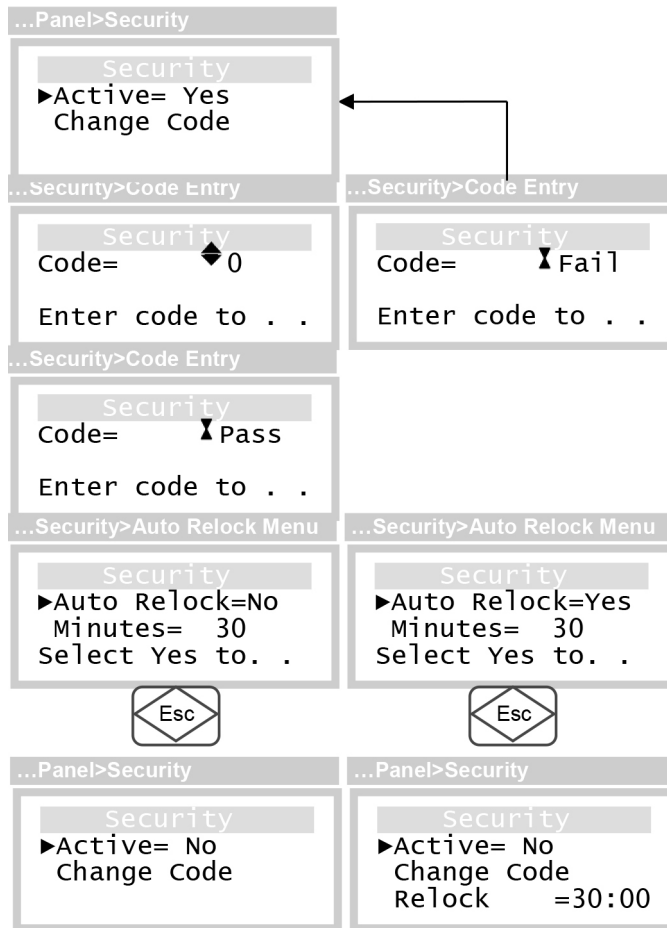 ...Panel>Security
Security
▶Active= Yes
Change Code
...Security>Code Entry
Security
Code= 0
Enter code to . .
...Security>Code Entry
Security
Code= Fail
Enter code to . .
...Security>Code Entry
Security
Code= Pass
Enter code to . .
...Security>Auto Relock Menu
Security
▶Auto Relock=No
Minutes= 30
Select Yes to. .
Esc
...Security>Auto Relock Menu
Security
▶Auto Relock=Yes
Minutes= 30
Select Yes to. .
Esc
...Panel>Security
Security
▶Active= No
Change Code
...Panel>Security
Security
▶Active= No
Change Code
Relock =30:00